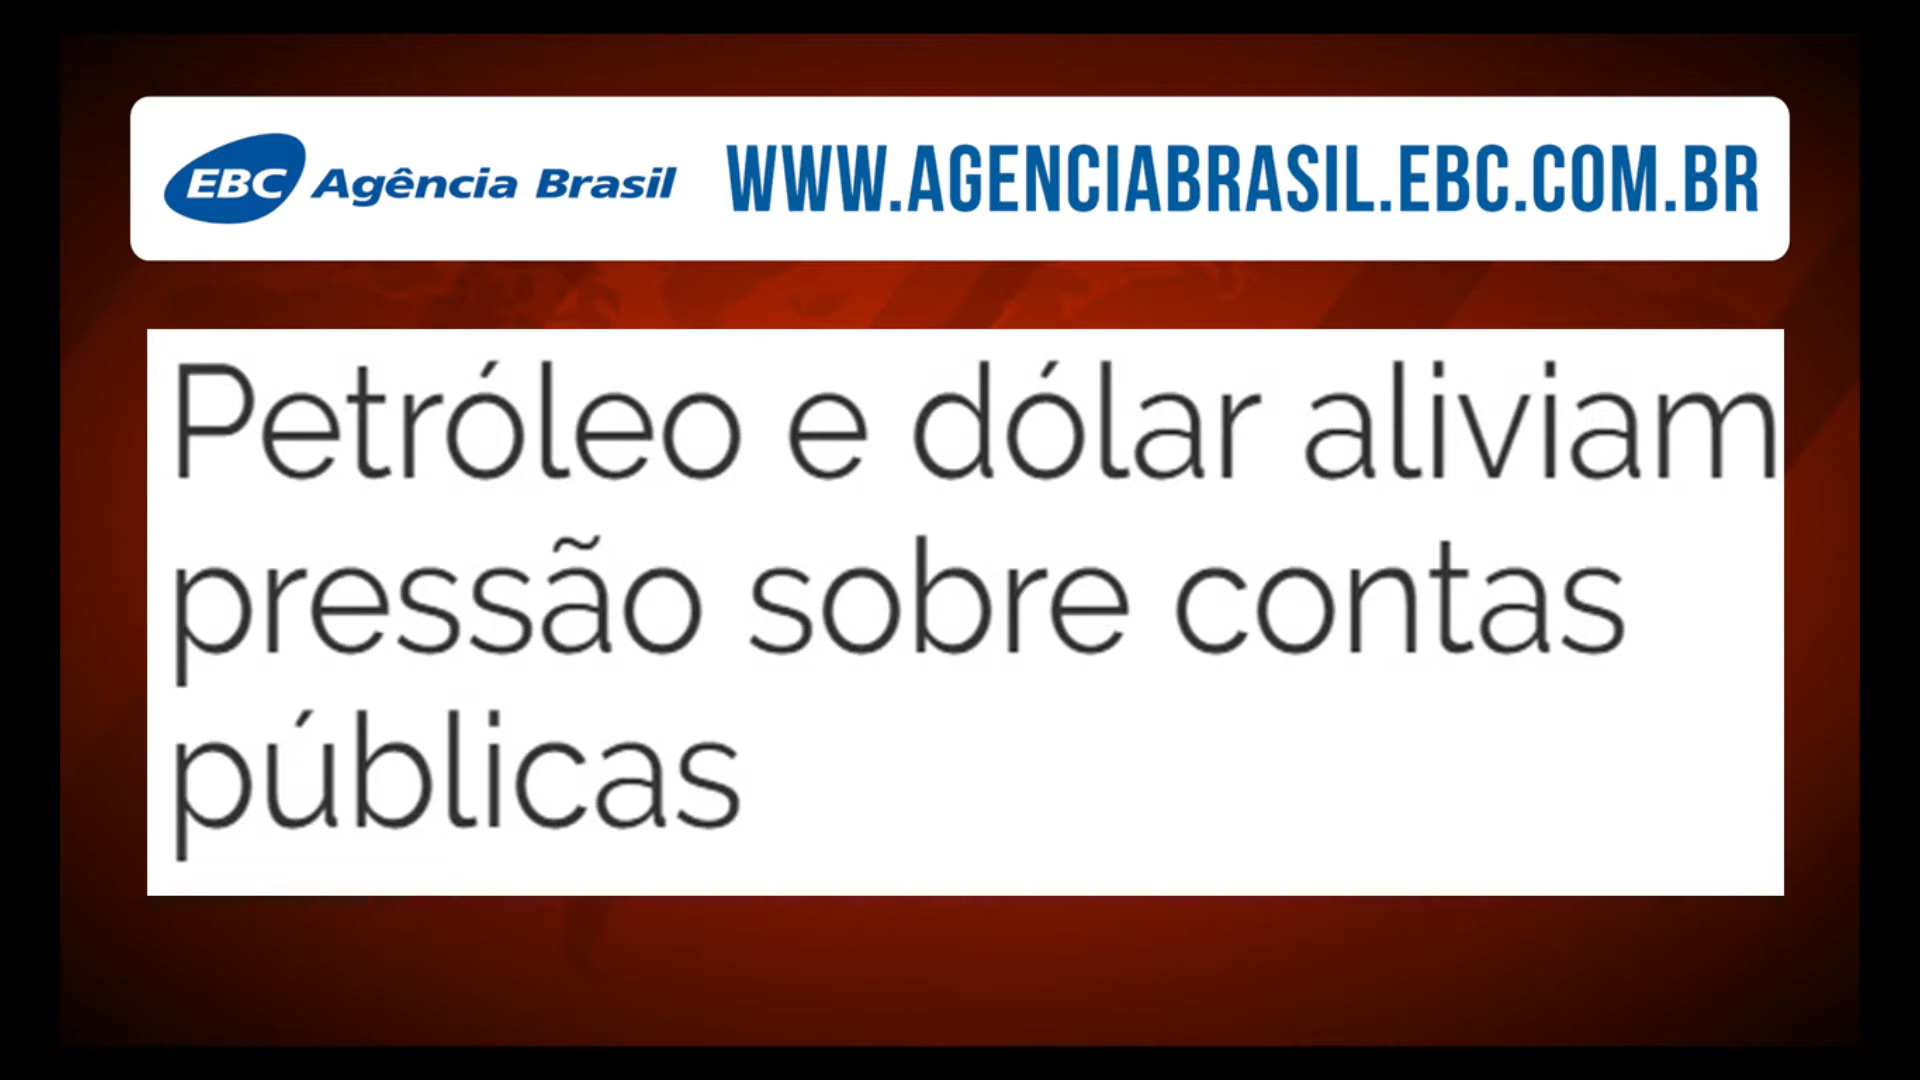 EBC Agência Brasil WWW.AGENCIABRASIL.EBC.COM.BR
Petróleo e dólar aliviam
pressão sobre contas
públicas